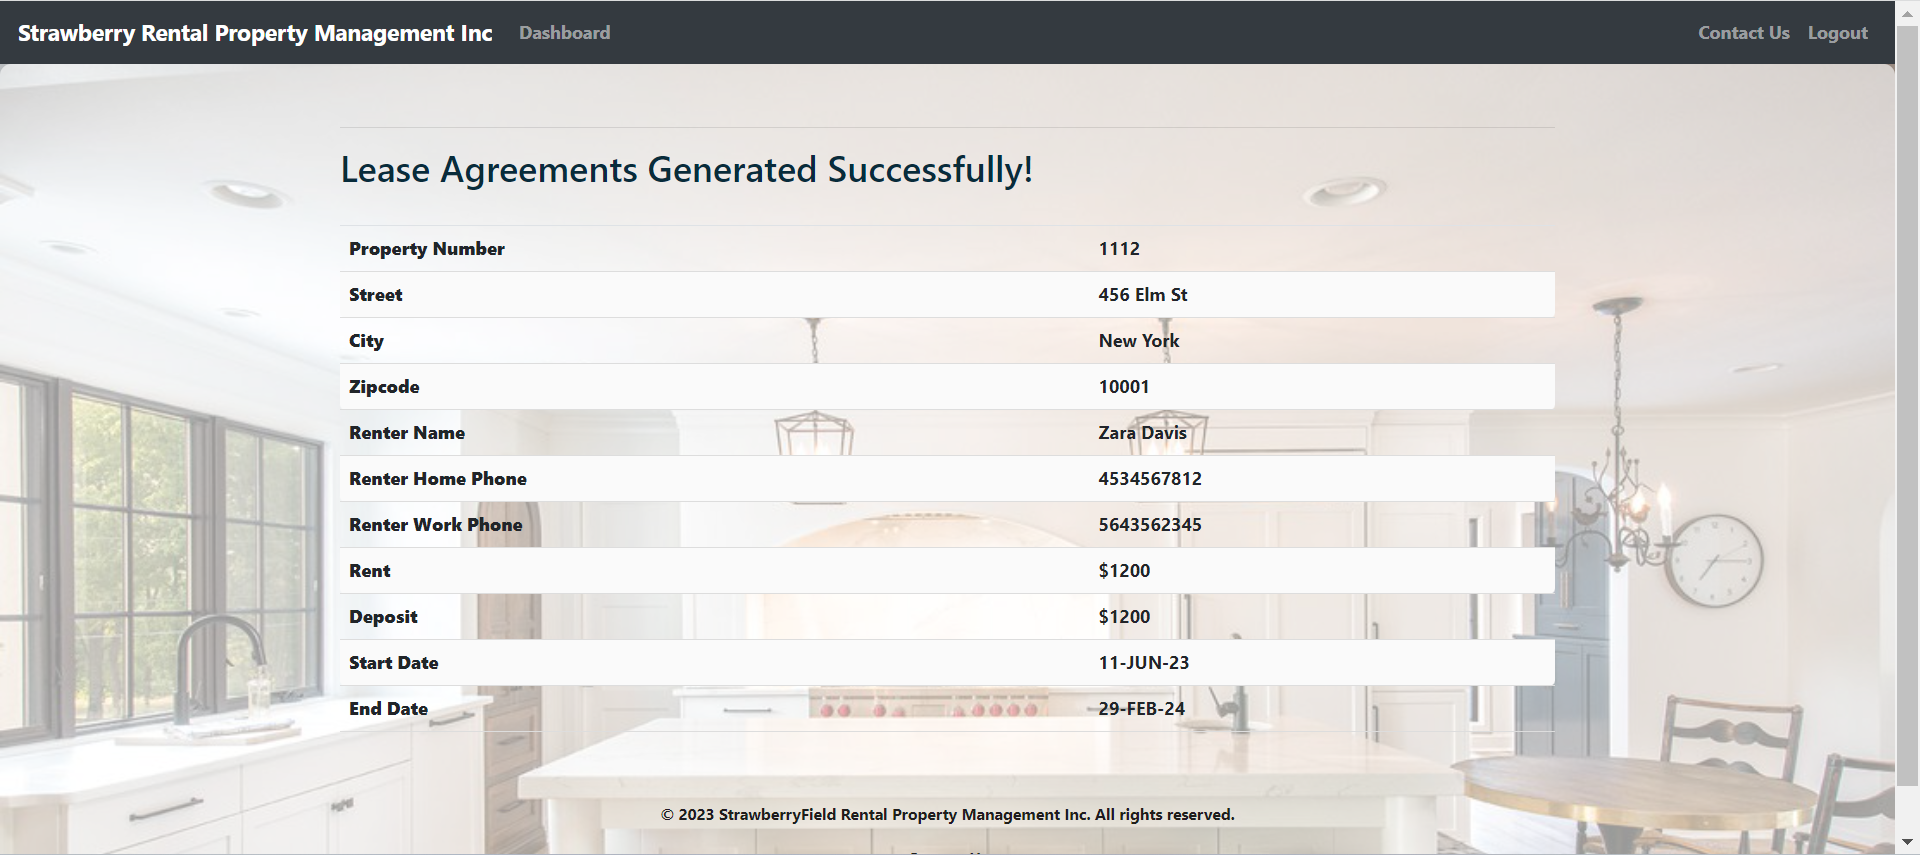 Strawberry Rental Property Management Inc Dashboard Contact Us Logout
Lease Agreements Generated Successfully!
Property Number 1112
Street 456 Elm St
City New York
Zipcode 10001
Renter Name Zara Davis
Renter Home Phone 4534567812
Renter Work Phone 5643562345
Rent $1200
Deposit $1200
Start Date 11-JUN-23
End Date 29-FEB-24
© 2023 StrawberryField Rental Property Management Inc. All rights reserved.